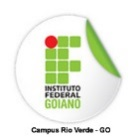 INSTITUTO
FEDERAL
GOIANO
Campus Rio Verde - GO